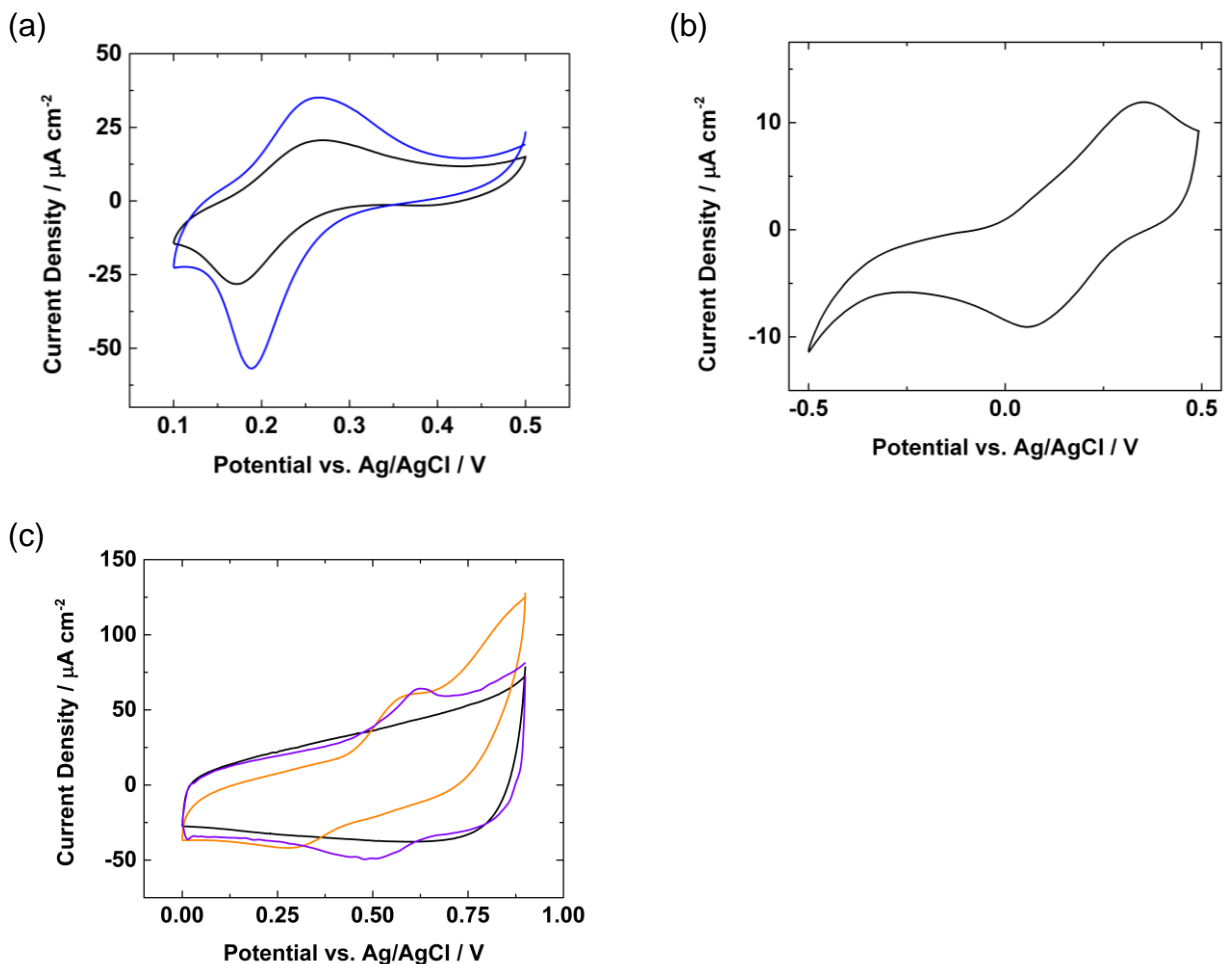 (a)
50
25
0
-25
-50
0.1 0.2 0.3 0.4 0.5
Current Density / μA cm-2
Potential vs. Ag/AgCl / V
(b)
10
0
-10
-0.5 0.0 0.5
Current Density / μA cm-2
Potential vs. Ag/AgCl / V
(c)
150
100
50
0
-50
0.00 0.25 0.50 0.75 1.00
Current Density / μA cm-2
Potential vs. Ag/AgCl / V